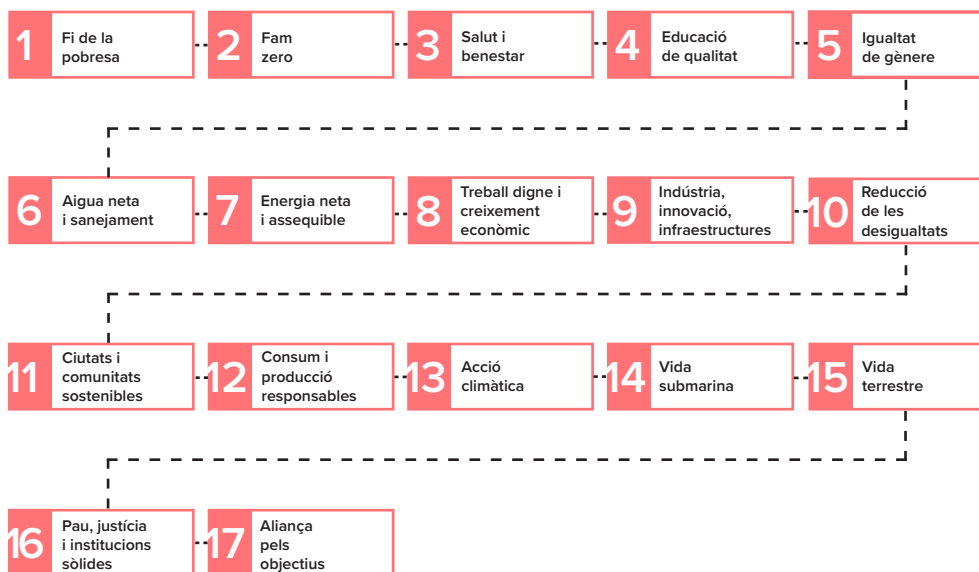 1
Fi de la
pobresa
2
Fam
zero
3
Salut i
benestar
4
Educació
de qualitat
5
Igualtat
de gènere
6
Aigua neta
i sanejament
7
Energia neta
i assequible
8
Treball digne i
creixement
econòmic
9
Indústria,
innovació,
infraestructures
10
Reducció
de les
desigualtats
11
Ciutats i
comunitats
sostenibles
12
Consum i
producció
responsables
13
Acció
climàtica
14
Vida
submarina
15
Vida
terrestre
16
Pau, justícia
i institucions
sòlides
17
Aliança
pels
objectius